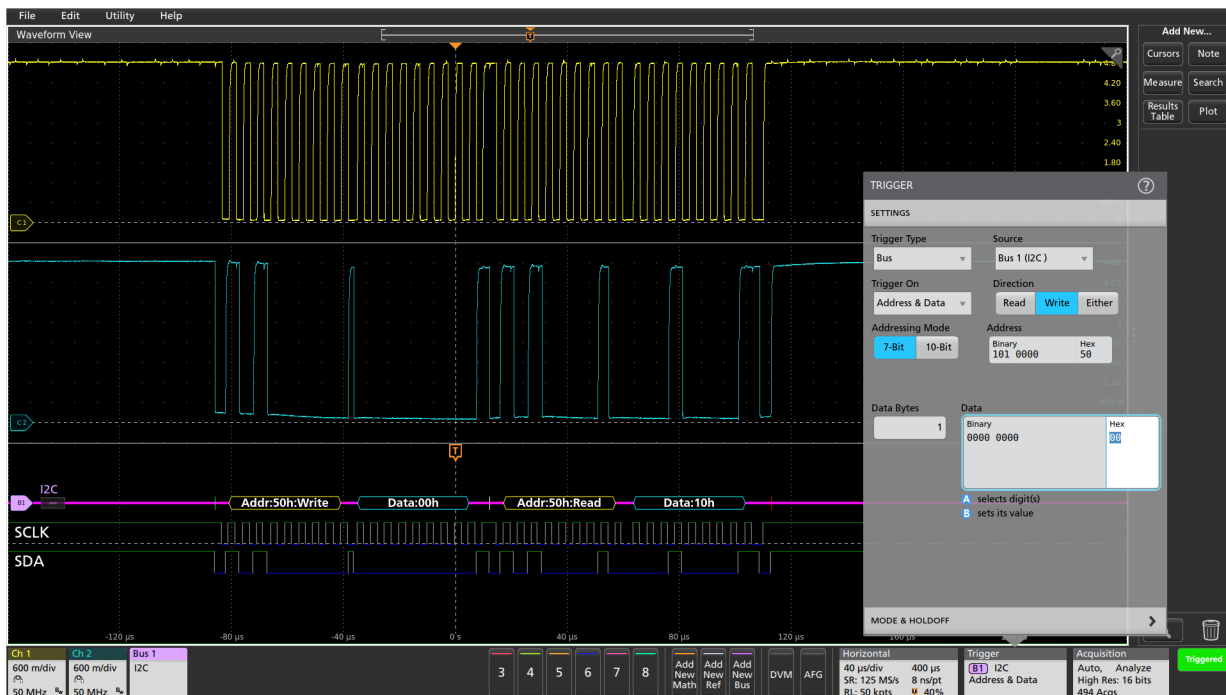 File Edit Utility Help
Waveform View
Add New...
Cursors Note
Measure Search
Results Table Plot
4.80
4.20
3.60
3
2.40
1.80
C1
C2
T
TRIGGER ?
SETTINGS
Trigger Type Source
Bus Bus 1 (I2C )
Trigger On Direction
Address & Data Read Write Either
Addressing Mode Address
7-Bit 10-Bit Binary Hex
101 0000 50
Data Bytes Data
1 Binary Hex
0000 0000 00
A selects digit(s)
B sets its value
MODE & HOLDOFF
B1 I2C
Addr:50h:Write Data:00h Addr:50h:Read Data:10h
SCLK
SDA
-120 µs -80 µs -40 µs 0 s 40 µs 80 µs 120 µs 160 µs
Ch 1 Ch 2 Bus 1
600 m/div 600 m/div I2C
50 MHz Bw 50 MHz Bw
3 4 5 6 7 8
Add New Math Add New Ref Add New Bus
DVM AFG
Horizontal
40 µs/div 400 µs
SR: 125 MS/s 8 ns/pt
RL: 50 kpts 40%
Trigger
B1 I2C
Address & Data
Acquisition
Auto, Analyze
High Res: 16 bits
494 Acqs
Triggered